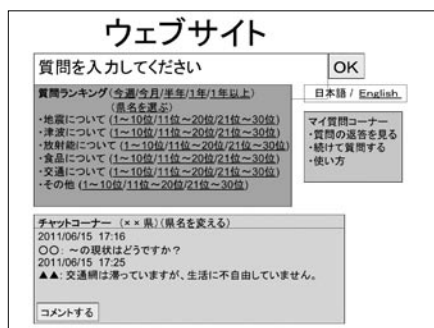 ウェブサイト
質問を入力してください OK
日本語 / English
質問ランキング(今週/今月/半年/1年/1年以上)
(県名を選ぶ)
・地震について(1～10位/11位～20位/21位～30位)
・津波について(1～10位/11位～20位/21位～30位)
・放射能について(1～10位/11位～20位/21位～30位)
・食品について(1～10位/11位～20位/21位～30位)
・交通について(1～10位/11位～20位/21位～30位)
・その他(1～10位/11位～20位/21位～30位)
マイ質問コーナー
・質問の返答を見る
・続けて質問する
・使い方
チャットコーナー (××県)(県名を変える)
2011/06/15 17:16
○○: ～の現状はどうですか？
2011/06/15 17:25
▲▲: 交通網は滞っていますが、生活に不自由していません。
コメントする